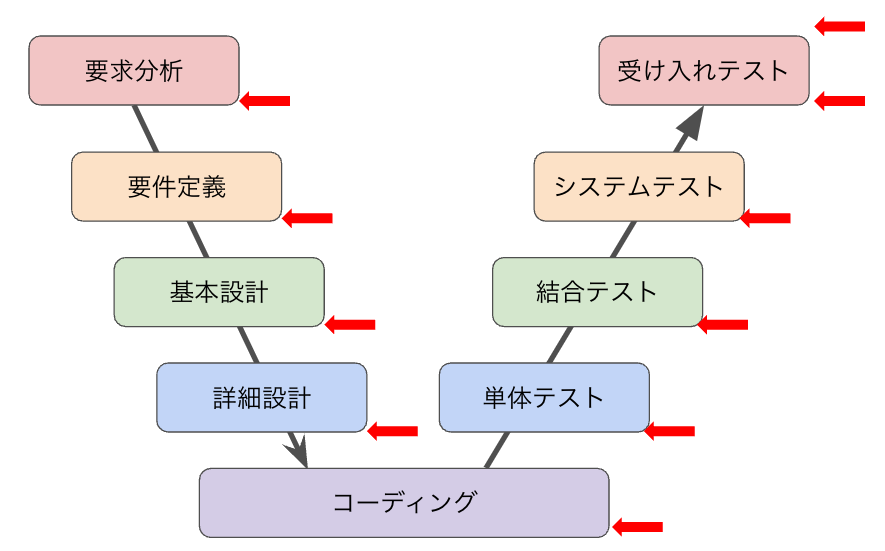 要求分析
受け入れテスト
要件定義
システムテスト
基本設計
結合テスト
詳細設計
単体テスト
コーディング